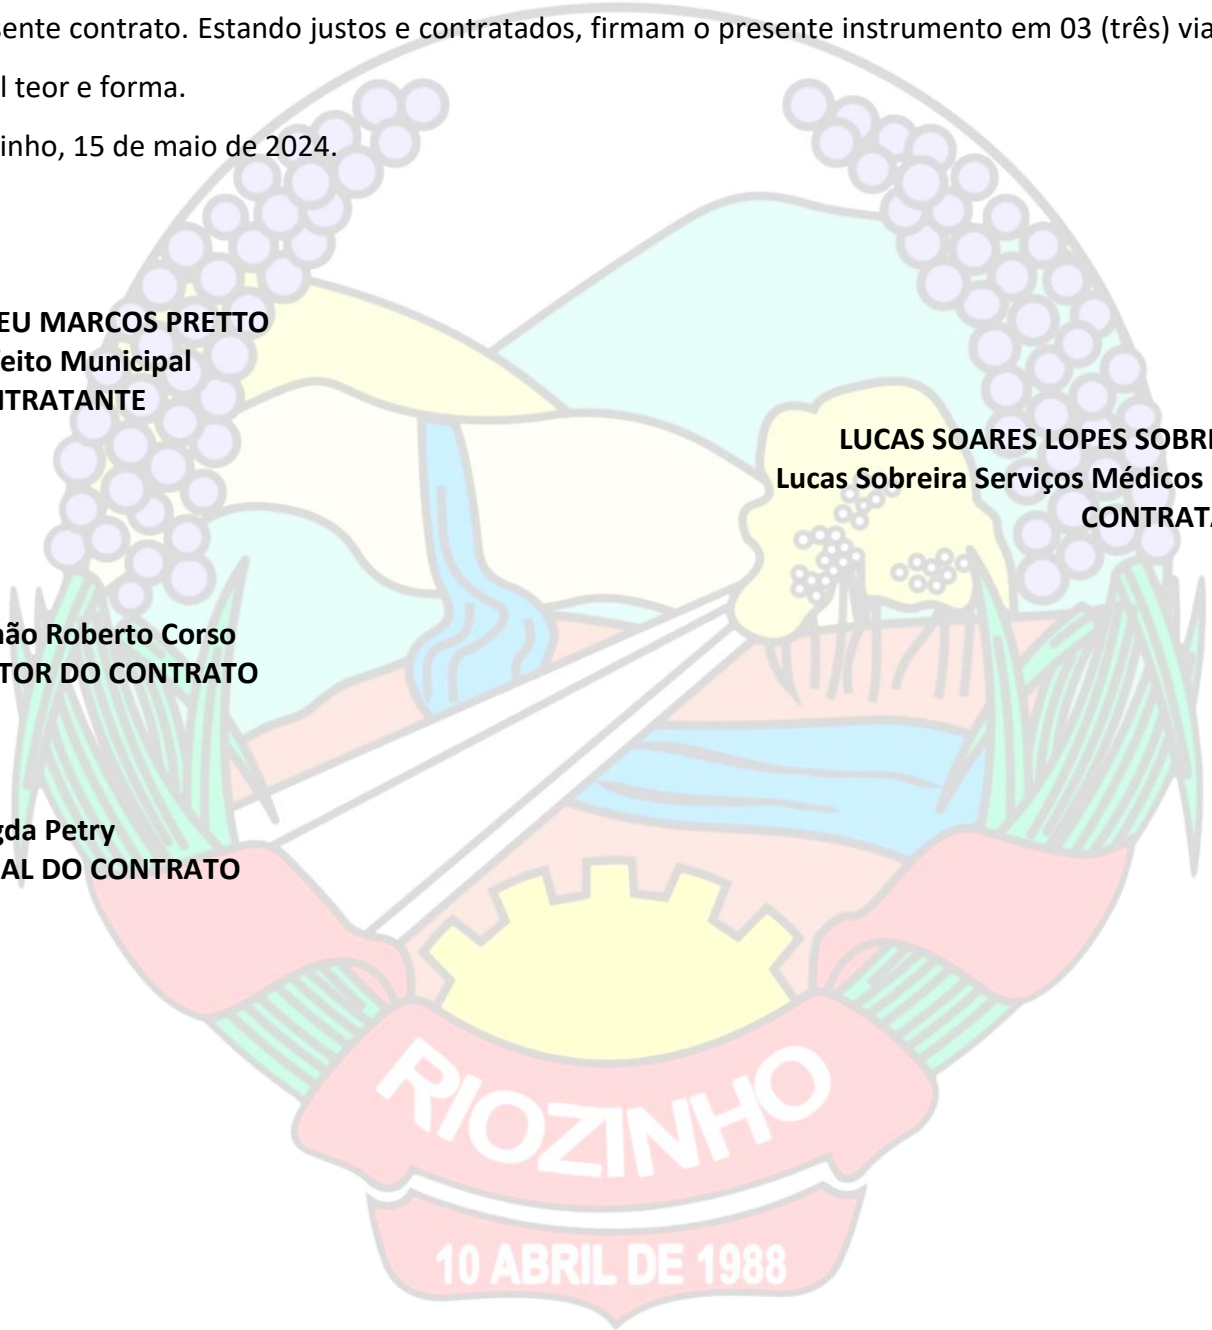 sente contrato. Estando justos e contratados, firmam o presente instrumento em 03 (três) via
l teor e forma.
inho, 15 de maio de 2024.
EU MARCOS PRETTO
eito Municipal
NTRATANTE
LUCAS SOARES LOPES SOBRE
Lucas Sobreira Serviços Médicos
CONTRATA
não Roberto Corso
TOR DO CONTRATO
gda Petry
AL DO CONTRATO
RIOZINHO
10 ABRIL DE 1988